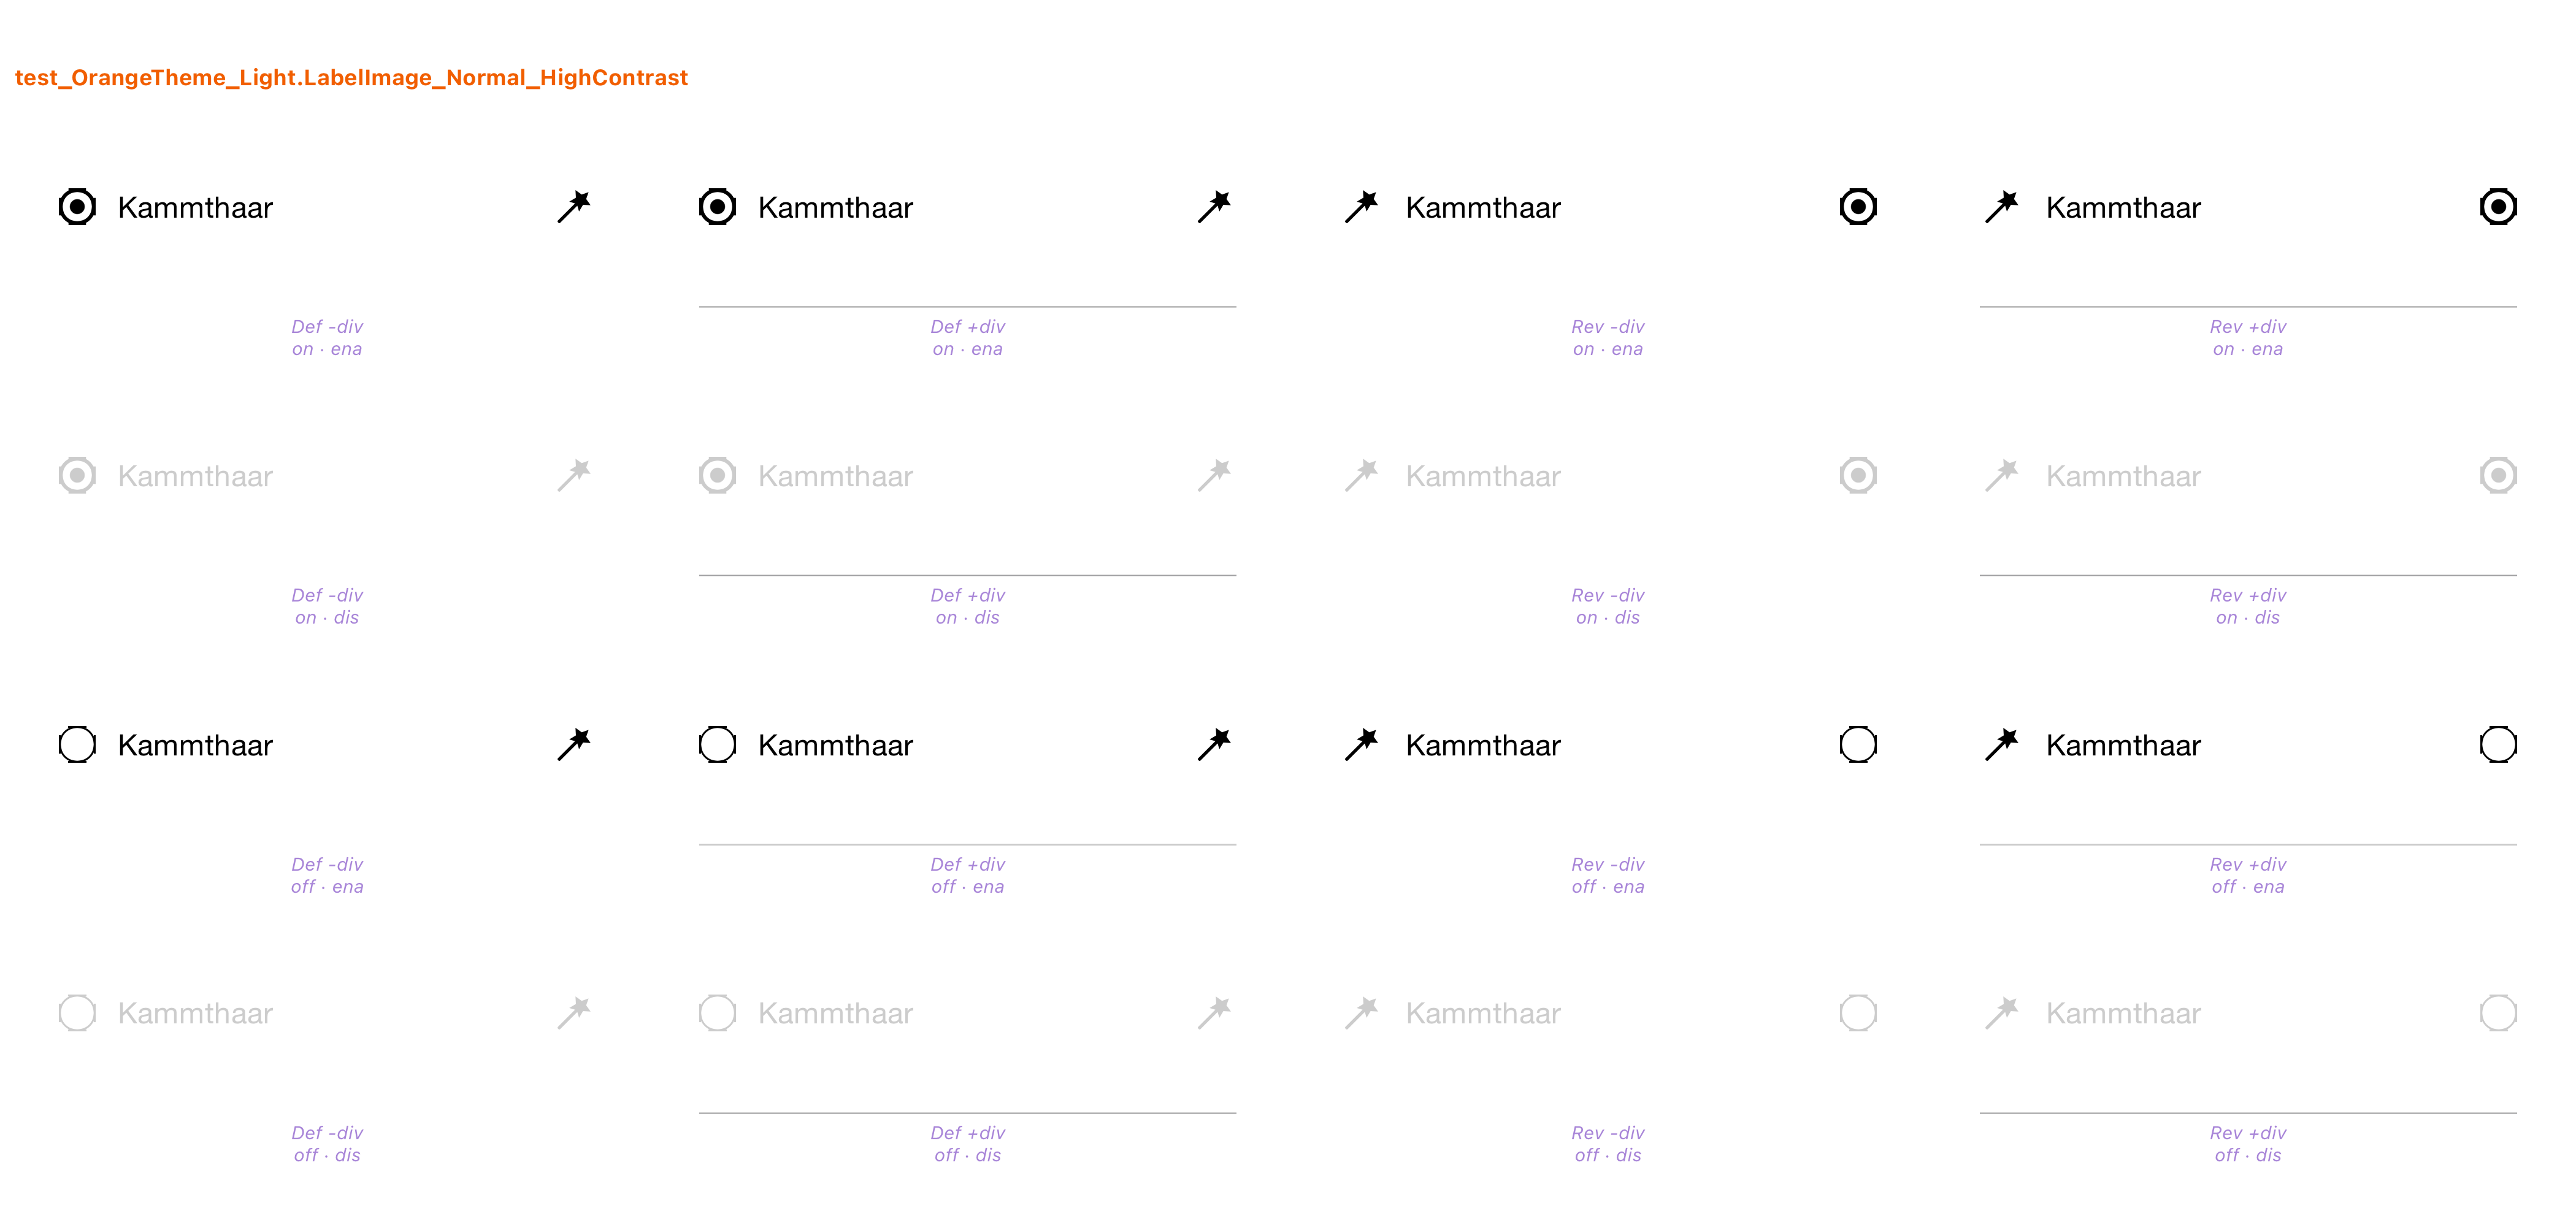 test_OrangeTheme_Light.LabelImage_Normal_HighContrast
Kammthaar
Kammthaar
Kammthaar
Kammthaar
Def -div
on · ena
Def +div
on · ena
Rev -div
on · ena
Rev +div
on · ena
Kammthaar
Kammthaar
Kammthaar
Kammthaar
Def -div
on · dis
Def +div
on · dis
Rev -div
on · dis
Rev +div
on · dis
Kammthaar
Kammthaar
Kammthaar
Kammthaar
Def -div
off · ena
Def +div
off · ena
Rev -div
off · ena
Rev +div
off · ena
Kammthaar
Kammthaar
Kammthaar
Kammthaar
Def -div
off · dis
Def +div
off · dis
Rev -div
off · dis
Rev +div
off · dis